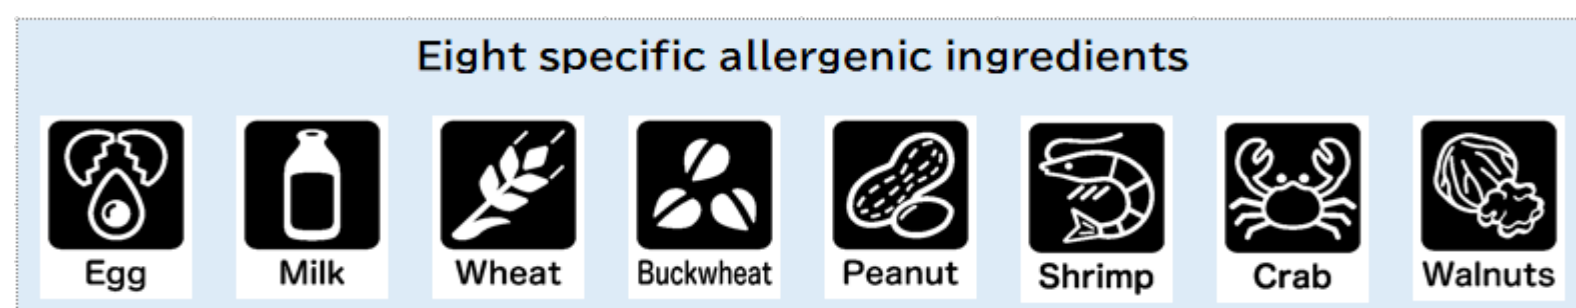 Eight specific allergenic ingredients
Egg Milk Wheat Buckwheat Peanut Shrimp Crab Walnuts